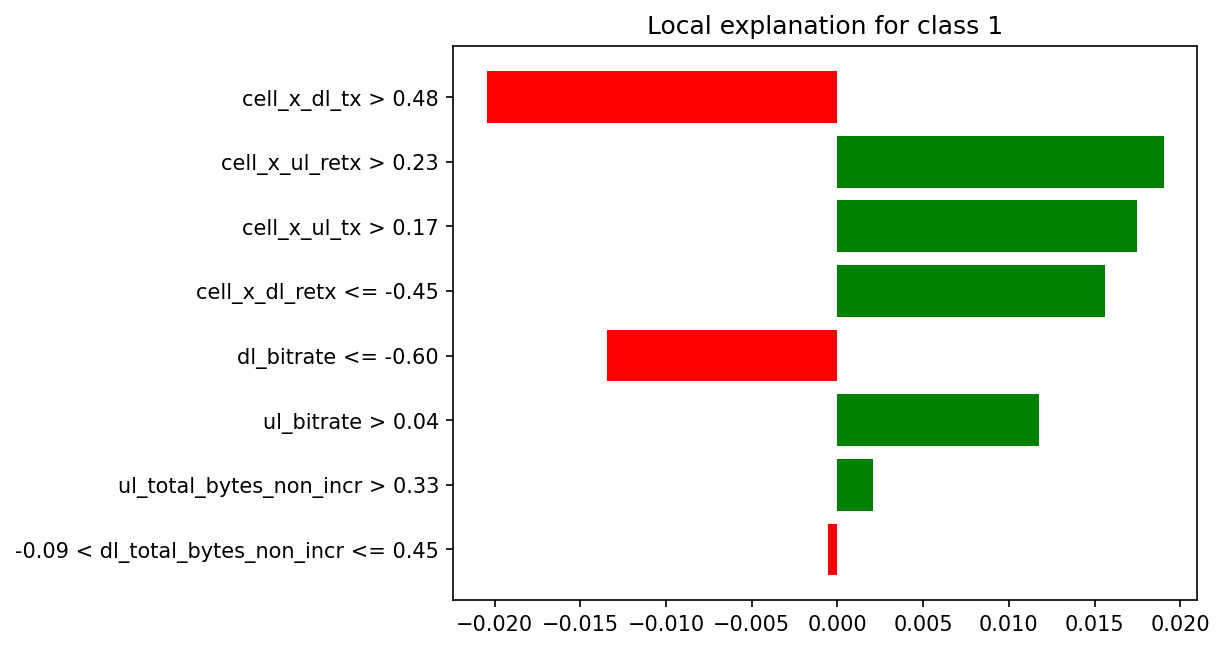 Local explanation for class 1
cell_x_dl_tx > 0.48
cell_x_ul_retx > 0.23
cell_x_ul_tx > 0.17
cell_x_dl_retx <= -0.45
dl_bitrate <= -0.60
ul_bitrate > 0.04
ul_total_bytes_non_incr > 0.33
-0.09 < dl_total_bytes_non_incr <= 0.45
−0.020 −0.015 −0.010 −0.005 0.000 0.005 0.010 0.015 0.020